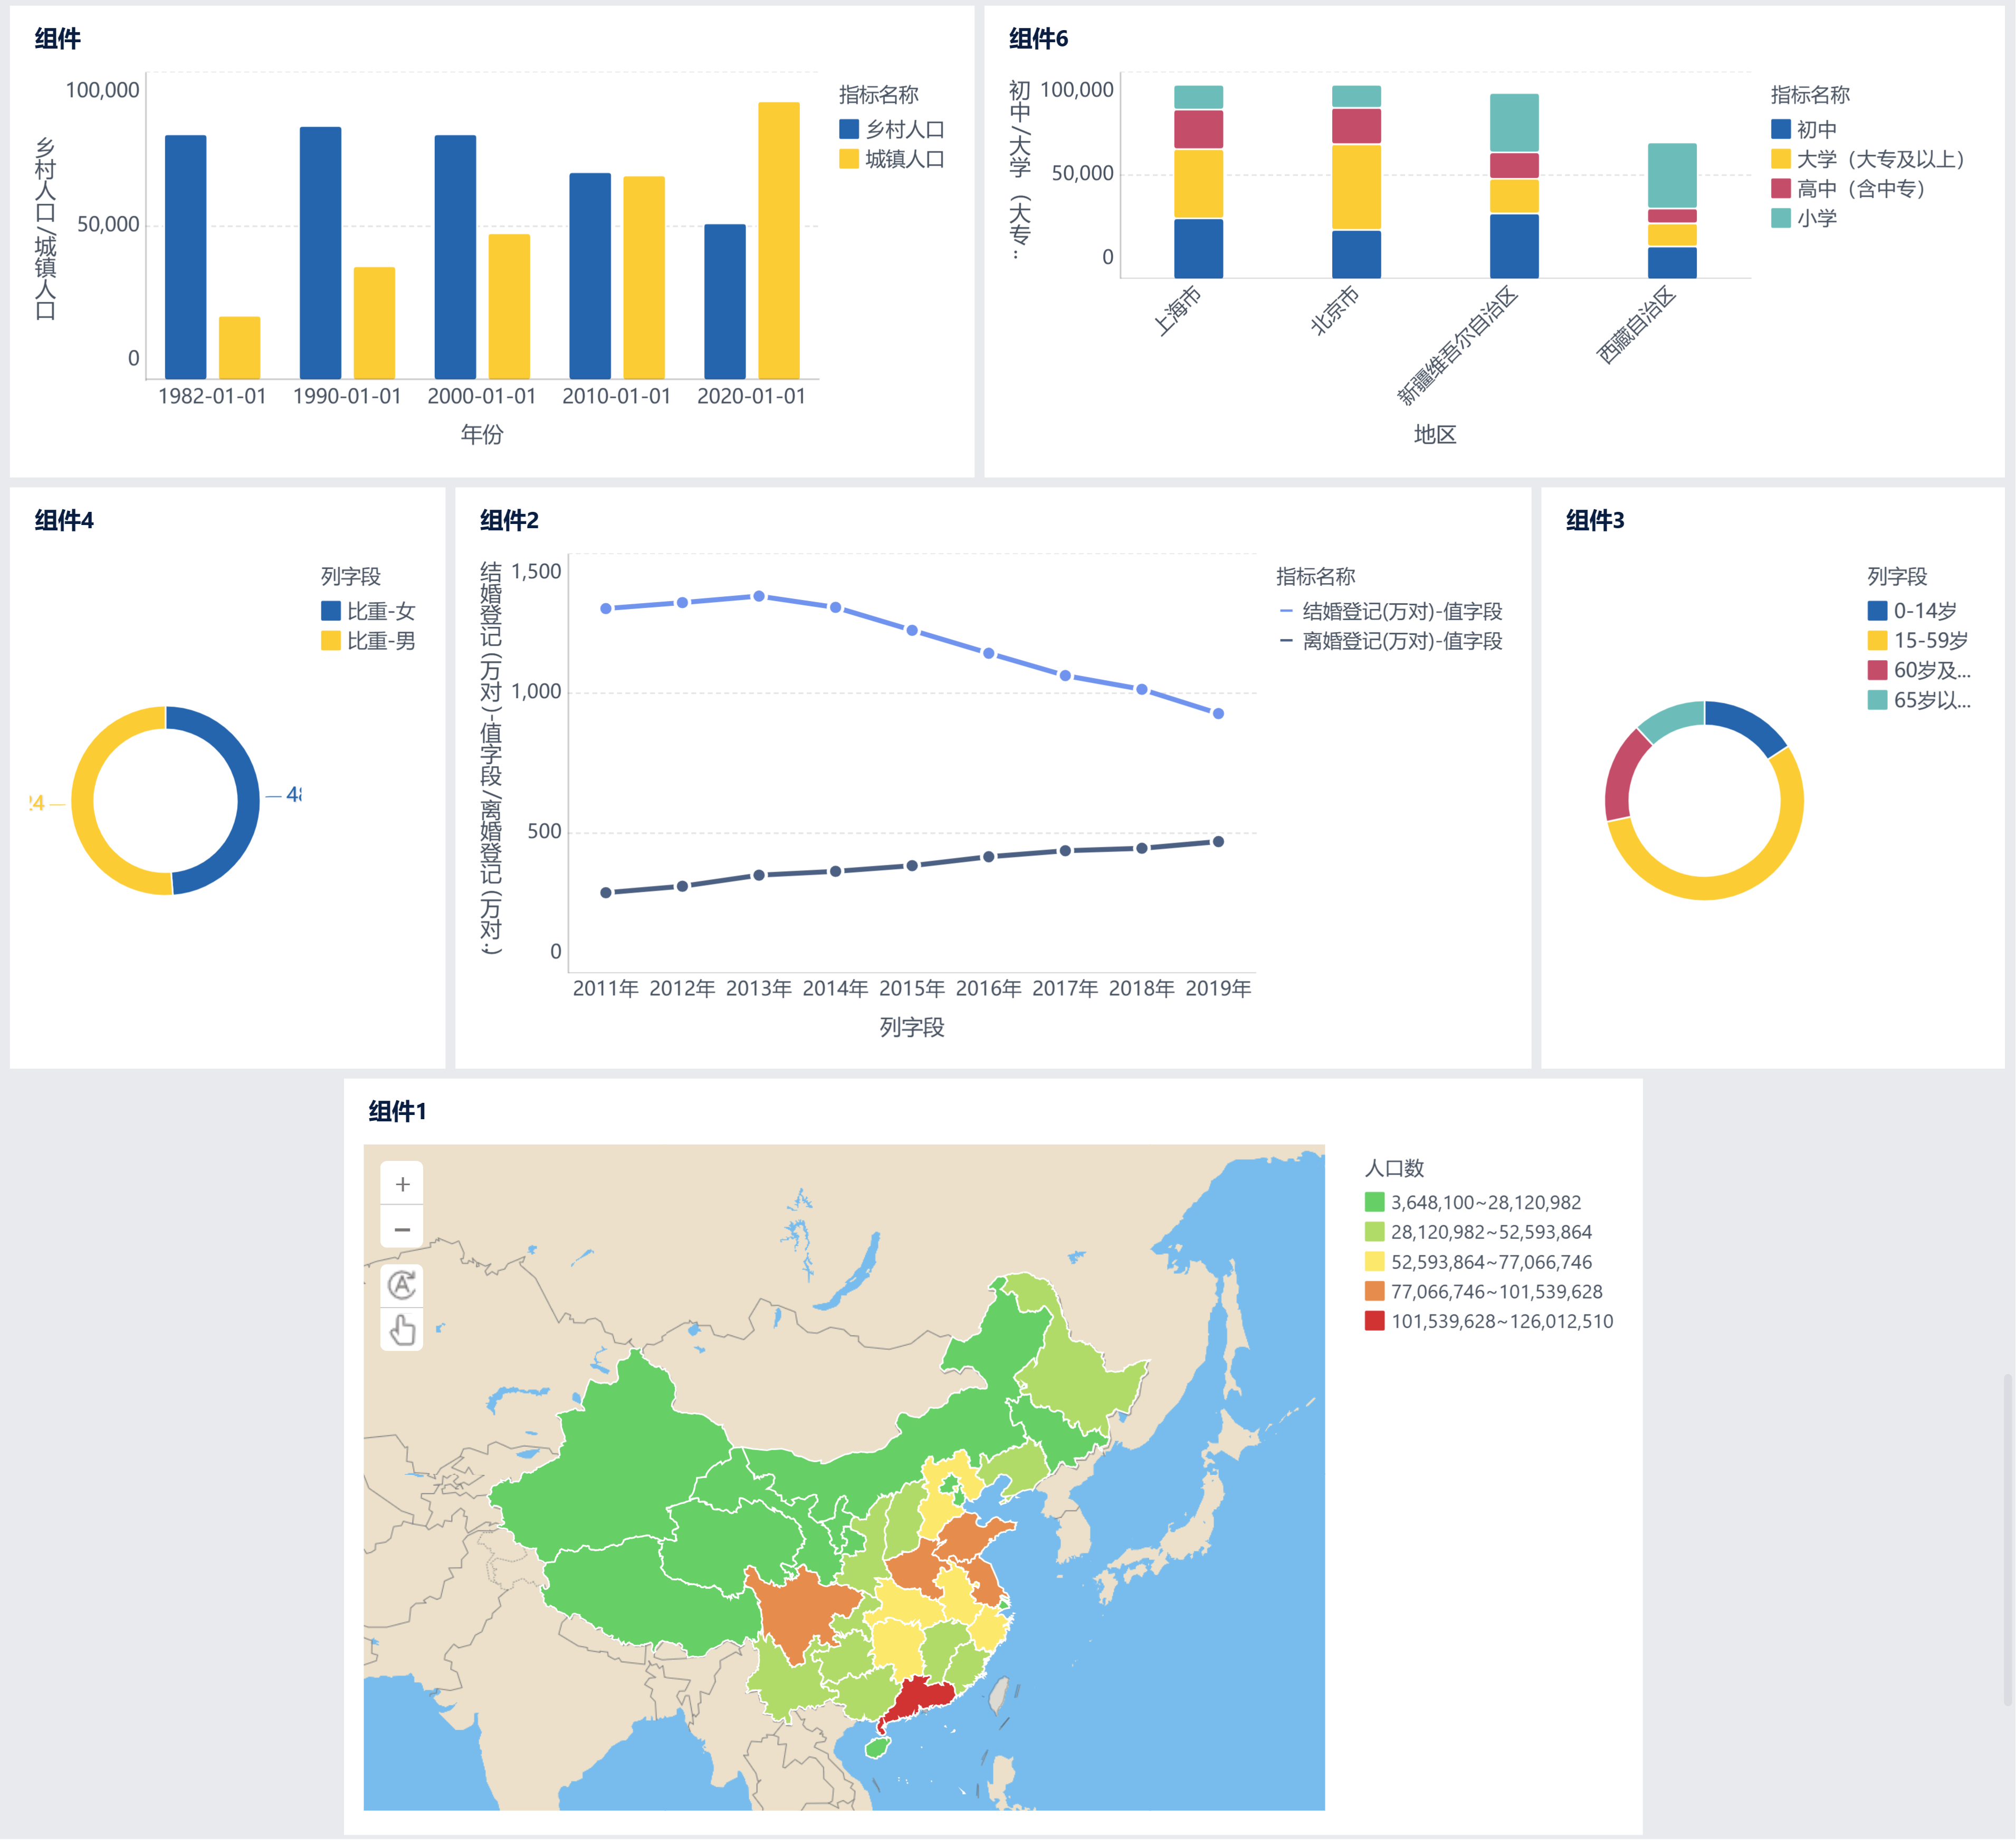 组件
100,000
50,000
0
乡村人口/城镇人口
1982-01-01
1990-01-01
2000-01-01
2010-01-01
2020-01-01
年份
指标名称
乡村人口
城镇人口
组件6
初中/大学（大专..
100,000
50,000
0
上海市
北京市
新疆维吾尔自治区
西藏自治区
地区
指标名称
初中
大学（大专及以上）
高中（含中专）
小学
组件4
列字段
比重-女
比重-男
组件2
结婚登记(万对)-值字段/离婚登记(万对..)
1,500
1,000
500
0
2011年
2012年
2013年
2014年
2015年
2016年
2017年
2018年
2019年
列字段
指标名称
结婚登记(万对)-值字段
离婚登记(万对)-值字段
组件3
列字段
0-14岁
15-59岁
60岁及...
65岁以...
组件1
+
−
A
人口数
3,648,100~28,120,982
28,120,982~52,593,864
52,593,864~77,066,746
77,066,746~101,539,628
101,539,628~126,012,510